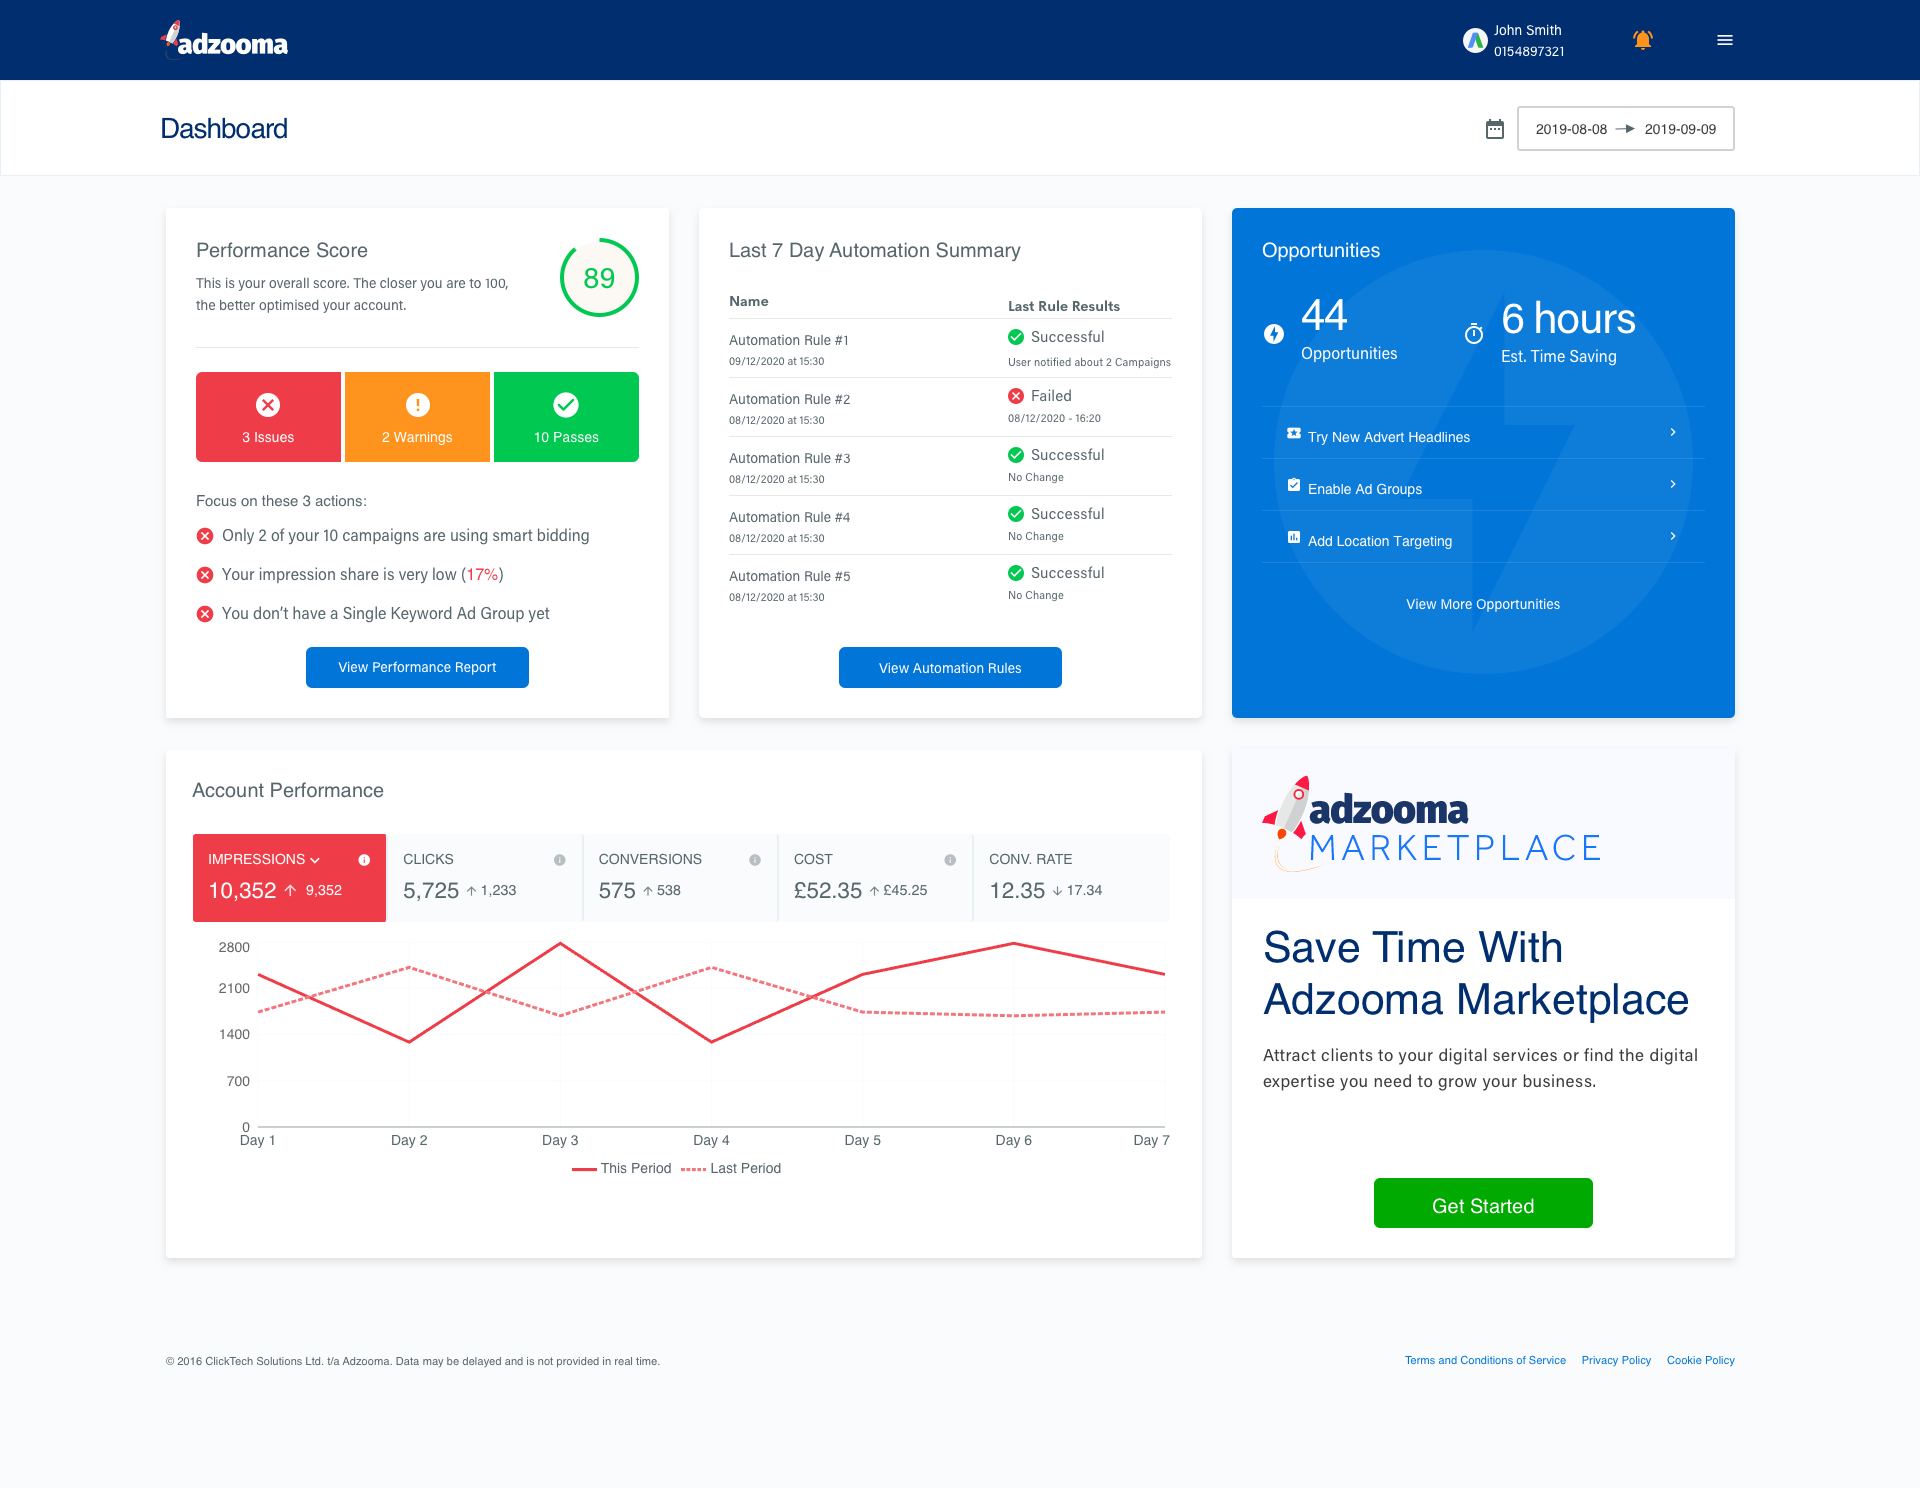 adzooma
John Smith
0154897321
Dashboard
2019-08-08
2019-09-09
Performance Score
This is your overall score. The closer you are to 100,
the better optimised your account.
89
3 Issues
2 Warnings
10 Passes
Focus on these 3 actions:
Only 2 of your 10 campaigns are using smart bidding
Your impression share is very low (17%)
You don’t have a Single Keyword Ad Group yet
View Performance Report
Last 7 Day Automation Summary
Name
Last Rule Results
Automation Rule #1
09/12/2020 at 15:30
Successful
User notified about 2 Campaigns
Automation Rule #2
08/12/2020 at 15:30
Failed
08/12/2020 - 16:20
Automation Rule #3
08/12/2020 at 15:30
Successful
No Change
Automation Rule #4
08/12/2020 at 15:30
Successful
No Change
Automation Rule #5
08/12/2020 at 15:30
Successful
No Change
View Automation Rules
Opportunities
44
Opportunities
6 hours
Est. Time Saving
Try New Advert Headlines
Enable Ad Groups
Add Location Targeting
View More Opportunities
Account Performance
IMPRESSIONS
10,352 9,352
CLICKS
5,725 1,233
CONVERSIONS
575 538
COST
£52.35 £45.25
CONV. RATE
12.35 17.34
2800
2100
1400
700
0
Day 1
Day 2
Day 3
Day 4
Day 5
Day 6
Day 7
This Period
Last Period
adzooma
MARKETPLACE
Save Time With
Adzooma Marketplace
Attract clients to your digital services or find the digital
expertise you need to grow your business.
Get Started
© 2016 ClickTech Solutions Ltd. t/a Adzooma. Data may be delayed and is not provided in real time.
Terms and Conditions of Service
Privacy Policy
Cookie Policy